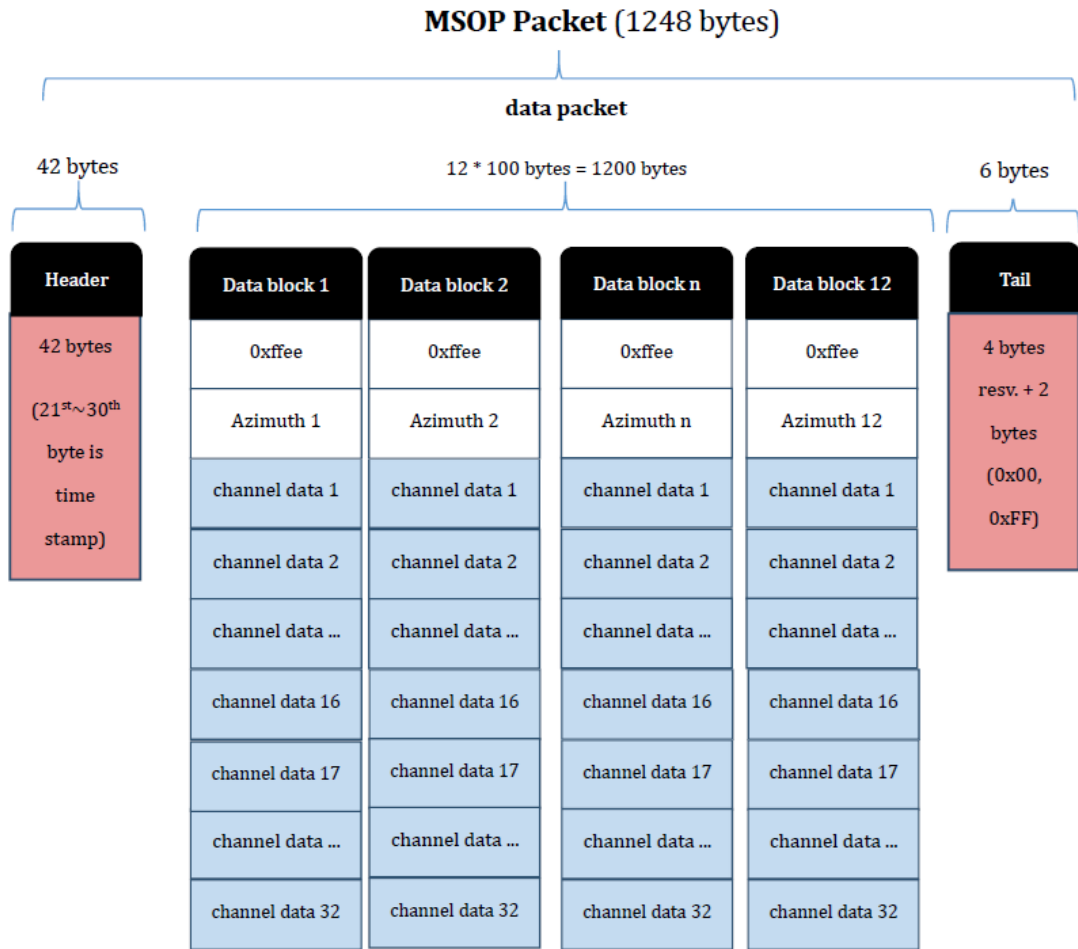 MSOP Packet (1248 bytes)
data packet
42 bytes
12 * 100 bytes = 1200 bytes
6 bytes
Header
42 bytes
(21st~30th
byte is
time
stamp)
Data block 1
0xffee
Azimuth 1
channel data 1
channel data 2
channel data ...
channel data 16
channel data 17
channel data ...
channel data 32
Data block 2
0xffee
Azimuth 2
channel data 1
channel data 2
channel data ...
channel data 16
channel data 17
channel data ...
channel data 32
Data block n
0xffee
Azimuth n
channel data 1
channel data 2
channel data ...
channel data 16
channel data 17
channel data ...
channel data 32
Data block 12
0xffee
Azimuth 12
channel data 1
channel data 2
channel data ...
channel data 16
channel data 17
channel data ...
channel data 32
Tail
4 bytes
resv. + 2
bytes
(0x00,
0xFF)